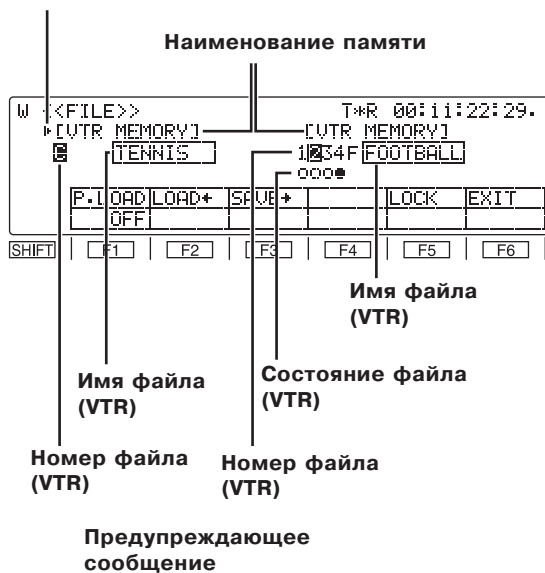 Наименование памяти
W <<FILE>> T*R 00:11:22:29.
[VTR MEMORY] [VTR MEMORY]
C TENNIS 1234F FOOTBALL
ooo●
P.LOAD LOAD← SAVE→ LOCK EXIT
OFF
SHIFT F1 F2 F3 F4 F5 F6
Имя файла
(VTR)
Имя файла
(VTR)
Состояние файла
(VTR)
Номер файла
(VTR)
Номер файла
(VTR)
Предупреждающее
сообщение